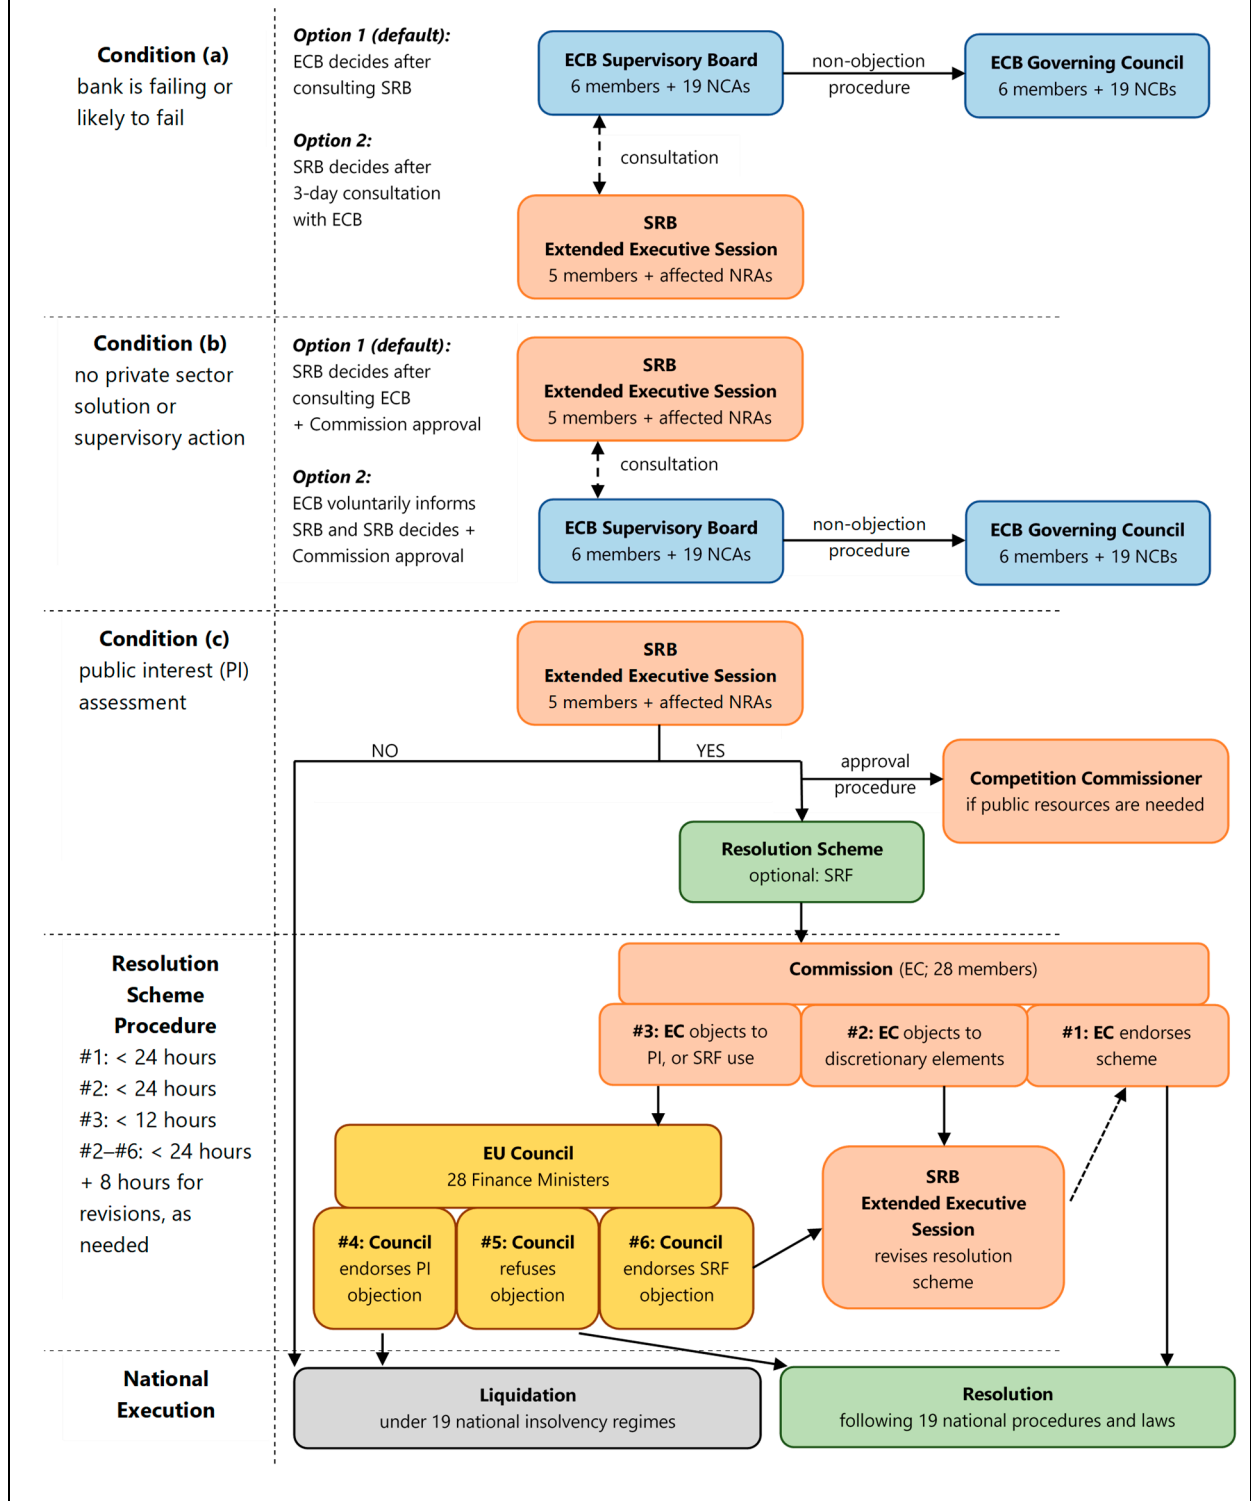 Condition (a)
bank is failing or
likely to fail
Option 1 (default):
ECB decides after
consulting SRB
Option 2:
SRB decides after
3-day consultation
with ECB
ECB Supervisory Board
6 members + 19 NCAs
non-objection
procedure
ECB Governing Council
6 members + 19 NCBs
consultation
SRB
Extended Executive Session
5 members + affected NRAs
Condition (b)
no private sector
solution or
supervisory action
Option 1 (default):
SRB decides after
consulting ECB
+ Commission approval
Option 2:
ECB voluntarily informs
SRB and SRB decides +
Commission approval
SRB
Extended Executive Session
5 members + affected NRAs
consultation
ECB Supervisory Board
6 members + 19 NCAs
non-objection
procedure
ECB Governing Council
6 members + 19 NCBs
Condition (c)
public interest (PI)
assessment
SRB
Extended Executive Session
5 members + affected NRAs
NO
YES
approval
procedure
Competition Commissioner
if public resources are needed
Resolution Scheme
optional: SRF
Resolution
Scheme
Procedure
#1: < 24 hours
#2: < 24 hours
#3: < 12 hours
#2–#6: < 24 hours
+ 8 hours for
revisions, as
needed
Commission (EC; 28 members)
#3: EC objects to
PI, or SRF use
#2: EC objects to
discretionary elements
#1: EC endorses
scheme
EU Council
28 Finance Ministers
#4: Council
endorses PI
objection
#5: Council
refuses
objection
#6: Council
endorses SRF
objection
SRB
Extended Executive
Session
revises resolution
scheme
National
Execution
Liquidation
under 19 national insolvency regimes
Resolution
following 19 national procedures and laws